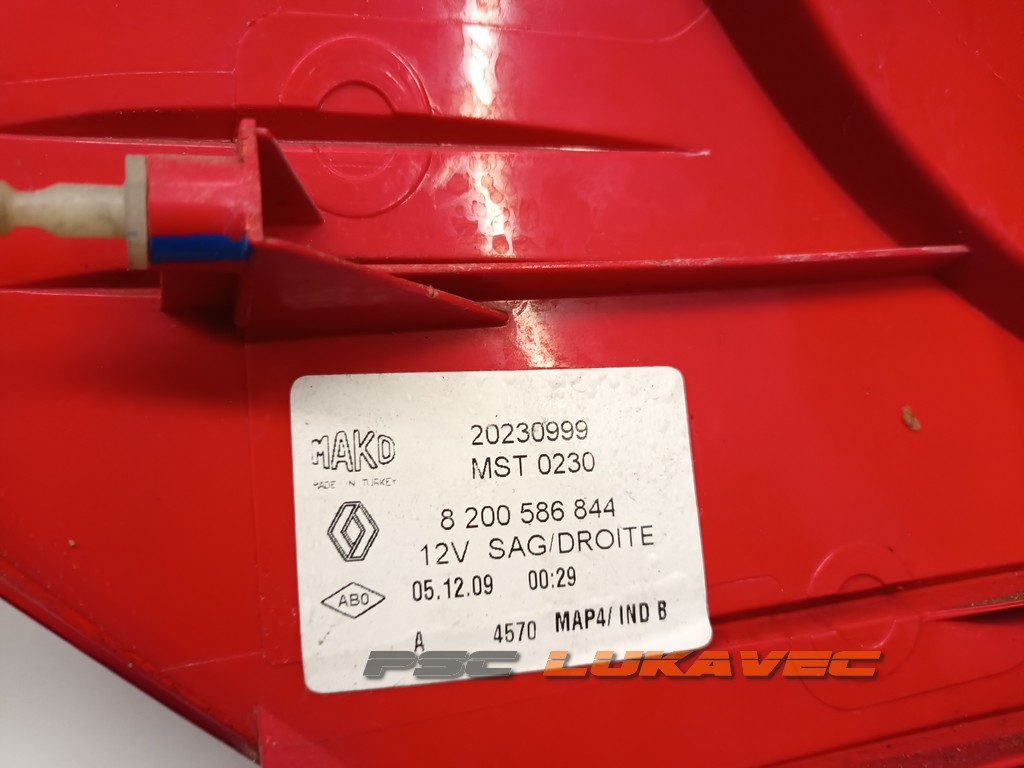 MAKO
MADE IN TURKEY
20230999
MST 0230
8 200 586 844
12V SAG/DROITE
ABO
05.12.09 00:29
A 4570 MAP4/ IND B
PSC LUKAVEC